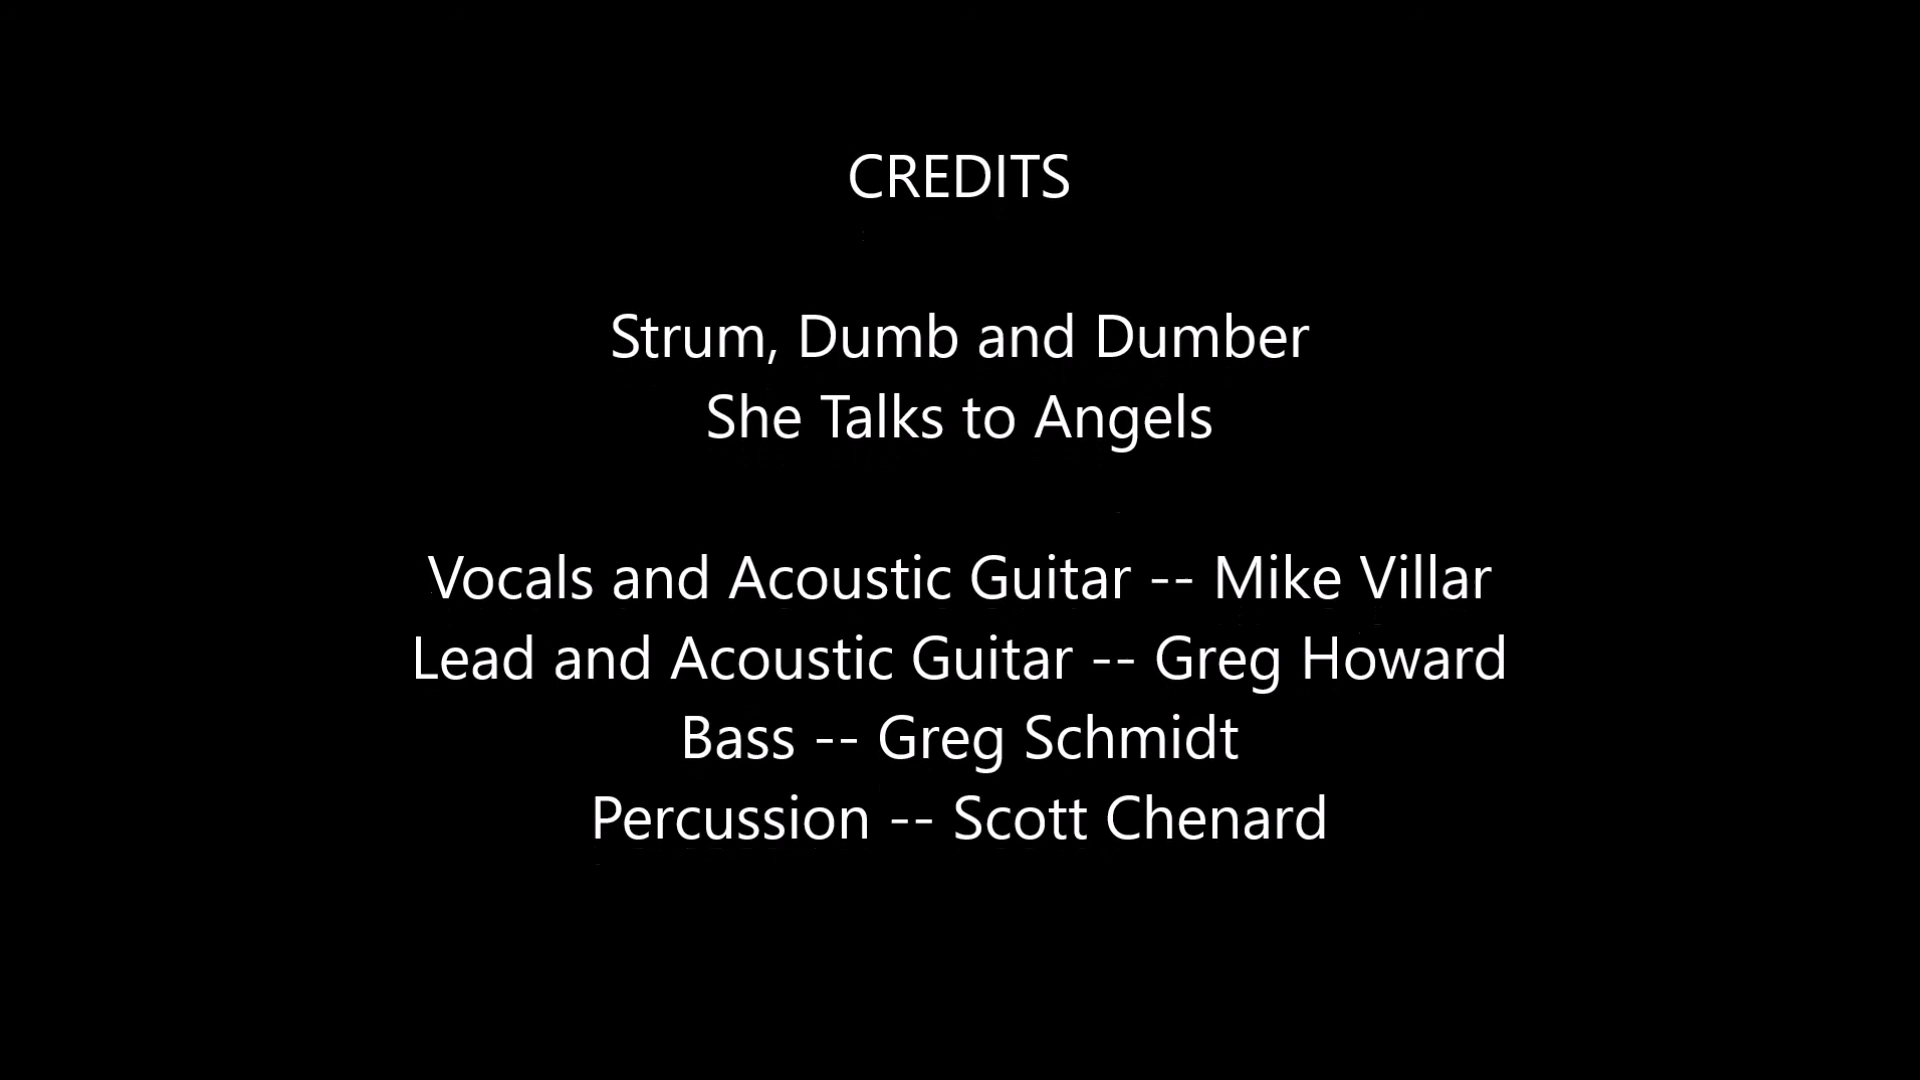 CREDITS
Strum, Dumb and Dumber
She Talks to Angels
Vocals and Acoustic Guitar -- Mike Villar
Lead and Acoustic Guitar -- Greg Howard
Bass -- Greg Schmidt
Percussion -- Scott Chenard